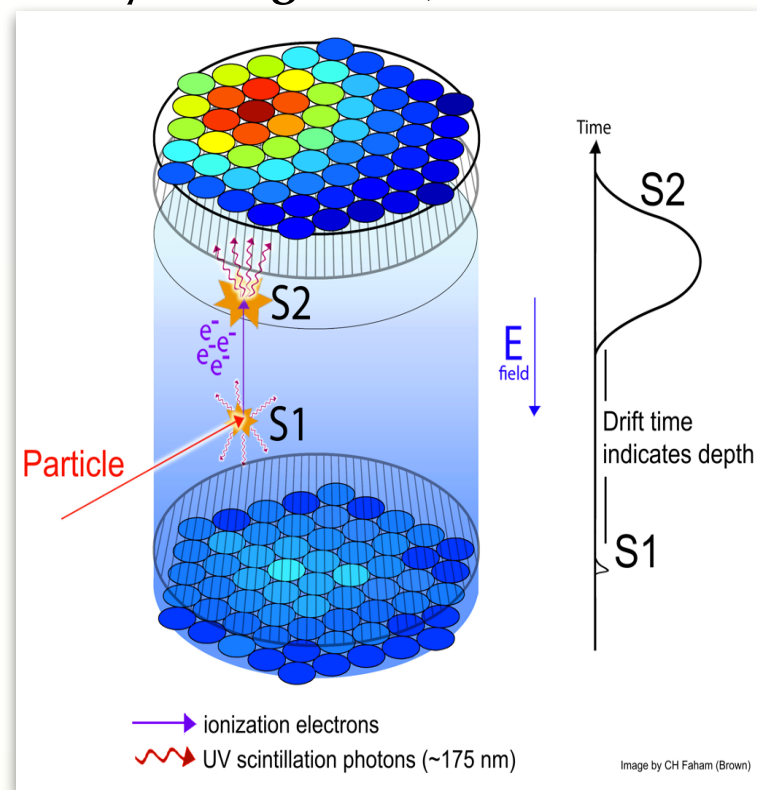 Time
S2
S2
e-
e-
e-
e-
E
field
S1
Drift time
indicates depth
Particle
S1
ionization electrons
UV scintillation photons (~175 nm)
Image by CH Faham (Brown)